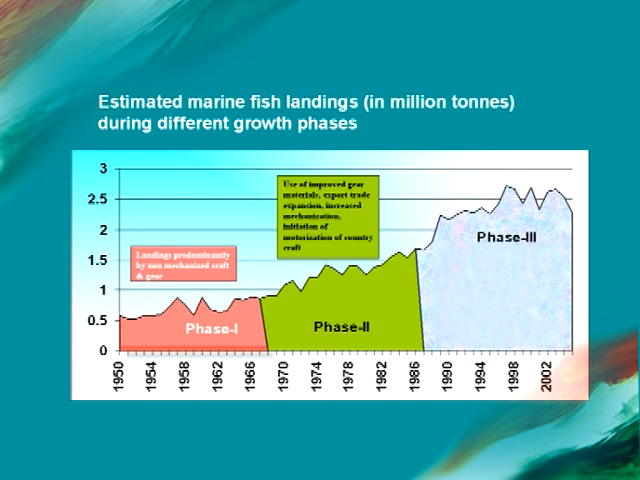 Estimated marine fish landings (in million tonnes)
during different growth phases
3
2.5
2
1.5
1
0.5
0
Use of improved gear
materials, export trade
expansion, increased
mechanization,
initiation of
motorization of country
craft
Landings predominantly
by non mechanized craft
& gear
Phase-I
Phase-II
Phase-III
1950
1954
1958
1962
1966
1970
1974
1978
1982
1986
1990
1994
1998
2002